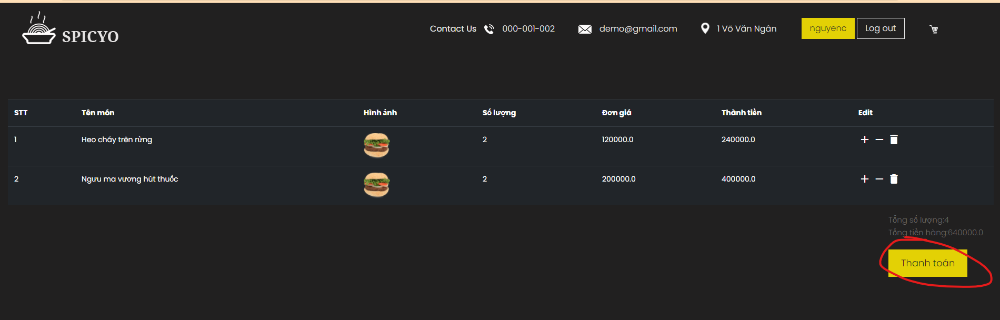 SPICYO
Contact Us 000-001-002 demo@gmail.com 1 Võ Văn Ngân nguyenc Log out
STT Tên món Hình ảnh Số lượng Đơn giá Thành tiền Edit
1 Heo cháy trên rừng 2 120000.0 240000.0
2 Ngưu ma vương hút thuốc 2 200000.0 400000.0
Tổng số lượng:4
Tổng tiền hàng:640000.0
Thanh toán